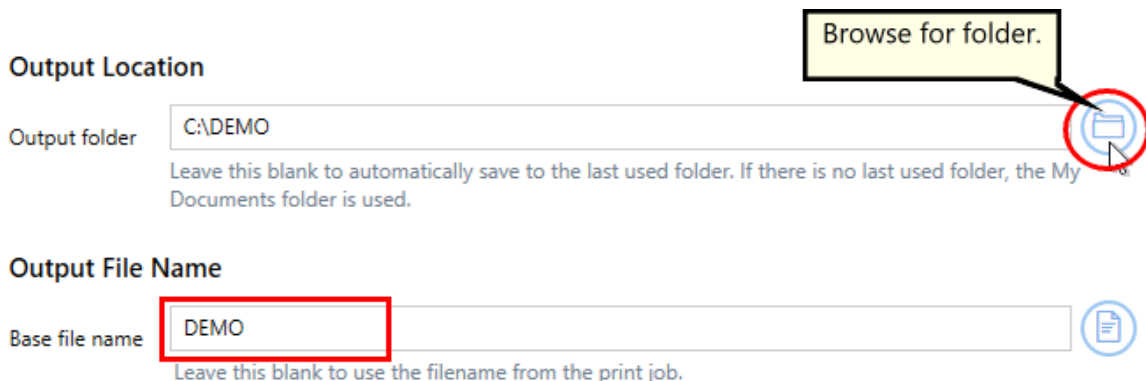 Browse for folder.
Output Location
Output folder
C:\DEMO
Leave this blank to automatically save to the last used folder. If there is no last used folder, the My
Documents folder is used.
Output File Name
Base file name
DEMO
Leave this blank to use the filename from the print job.